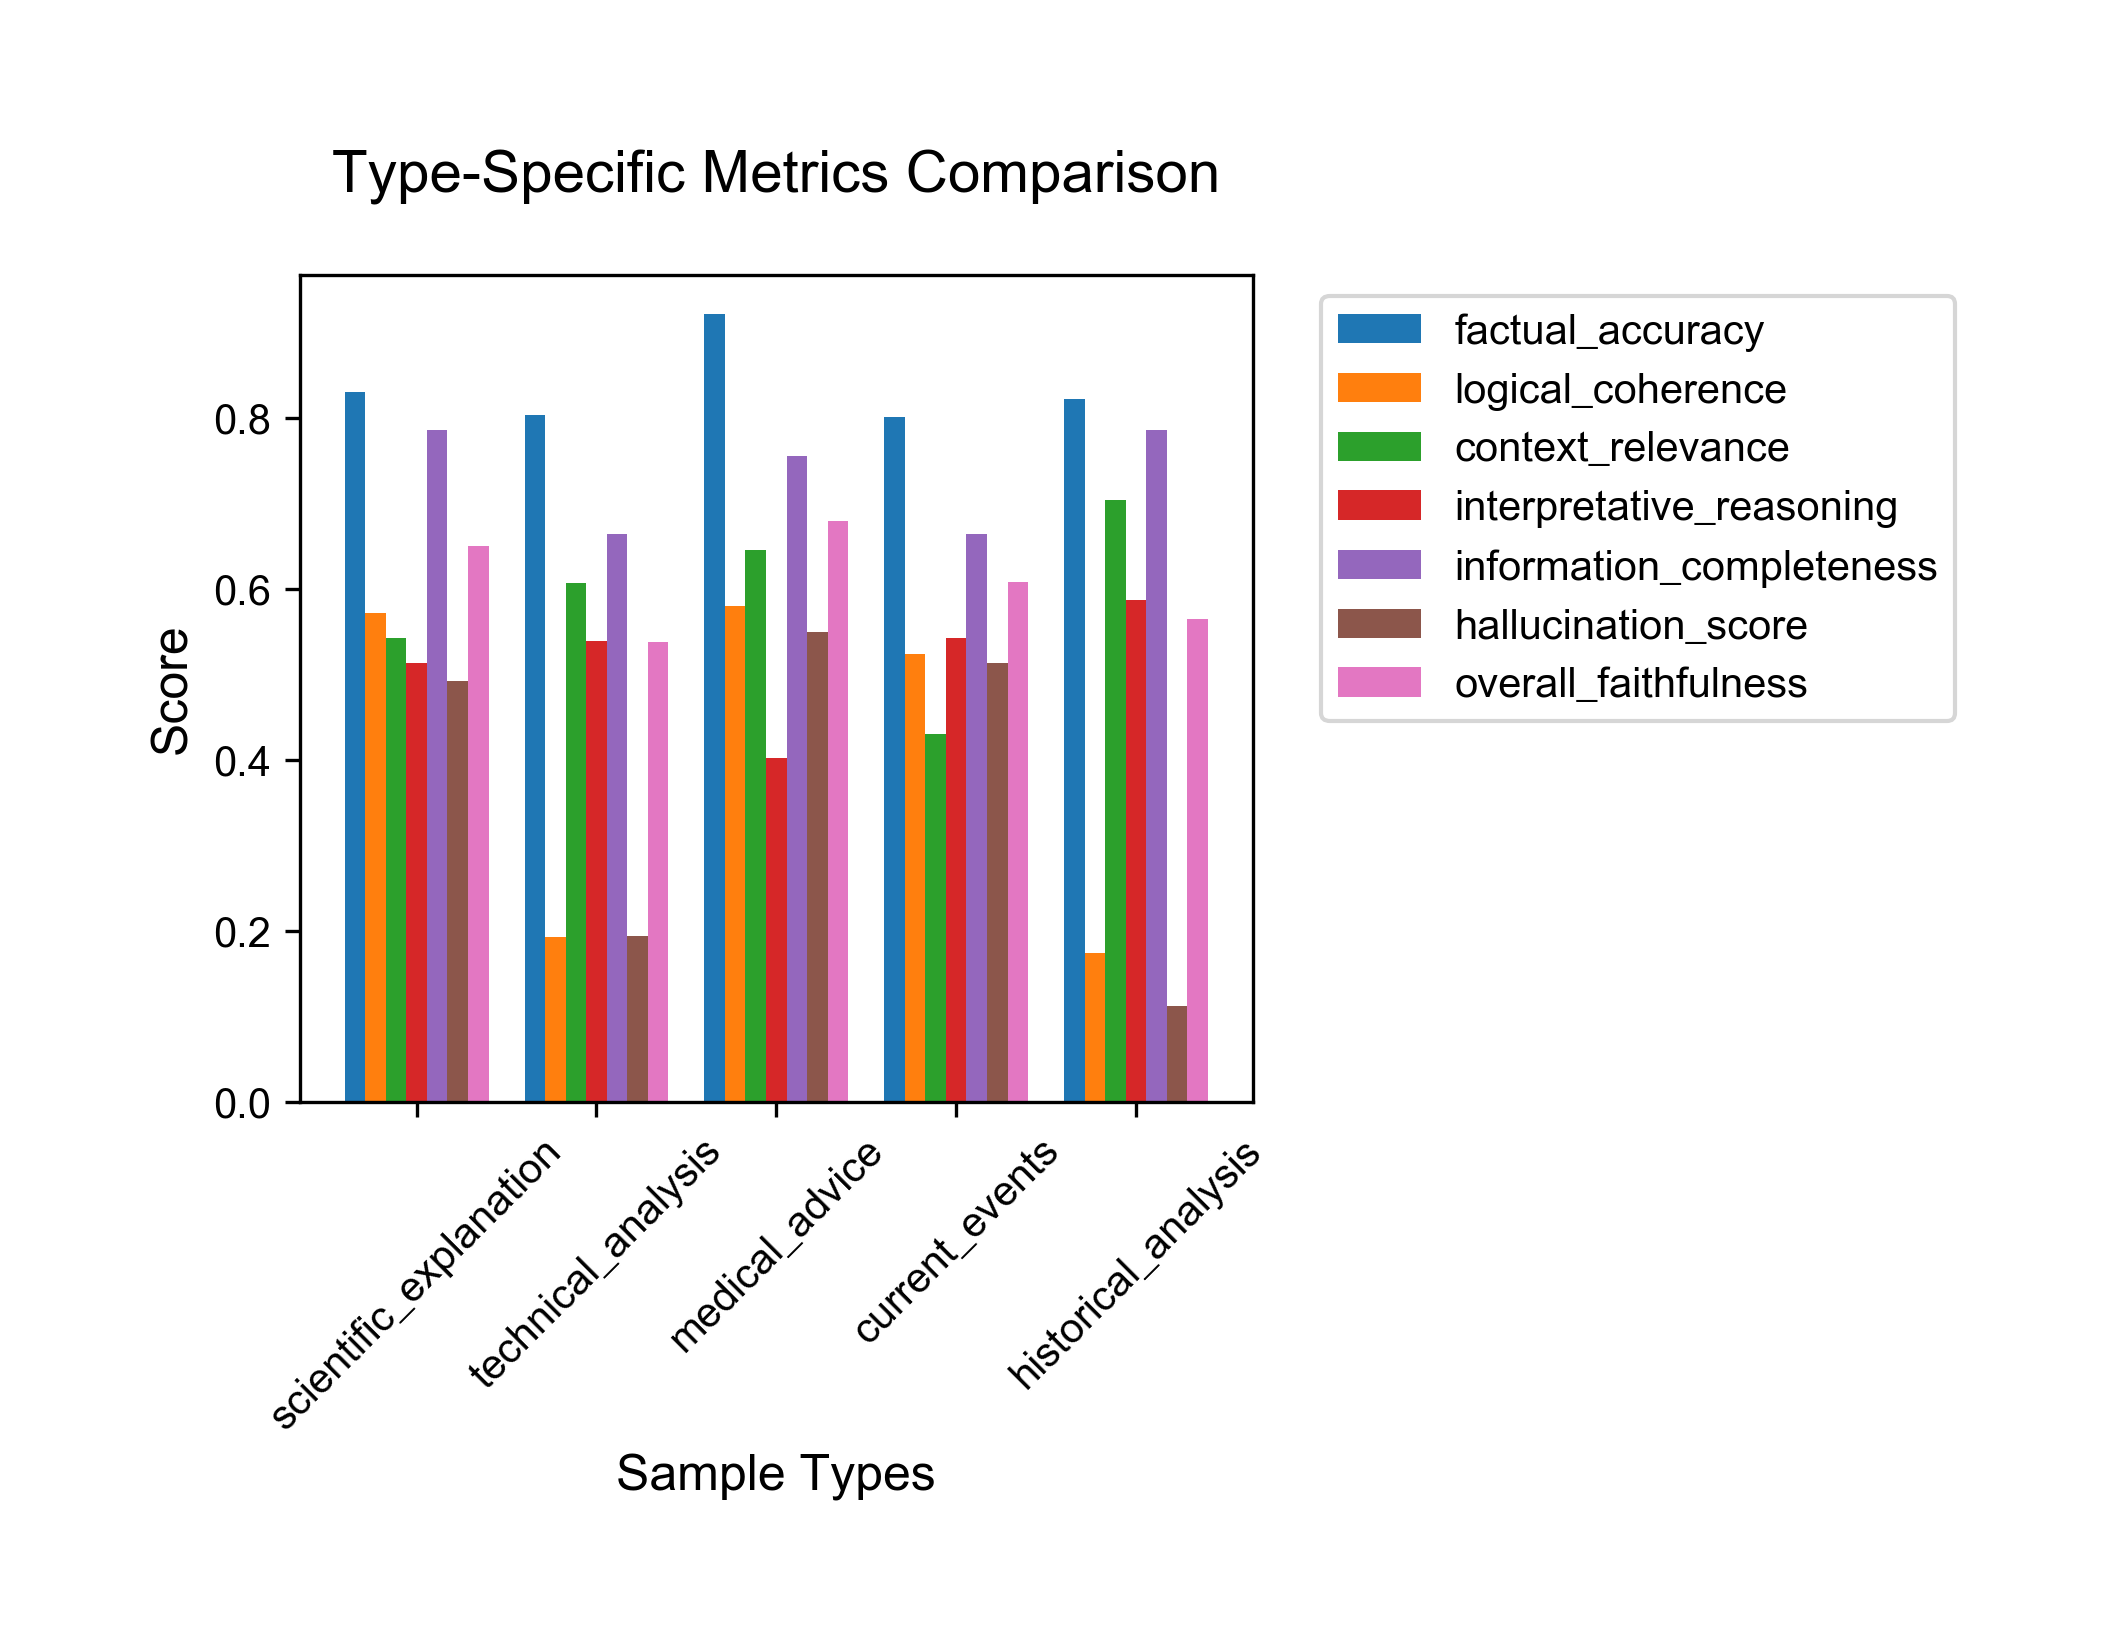 Type-Specific Metrics Comparison
factual_accuracy
logical_coherence
context_relevance
interpretative_reasoning
information_completeness
hallucination_score
overall_faithfulness
Score
0.8
0.6
0.4
0.2
0.0
scientific_explanation
technical_analysis
medical_advice
current_events
historical_analysis
Sample Types